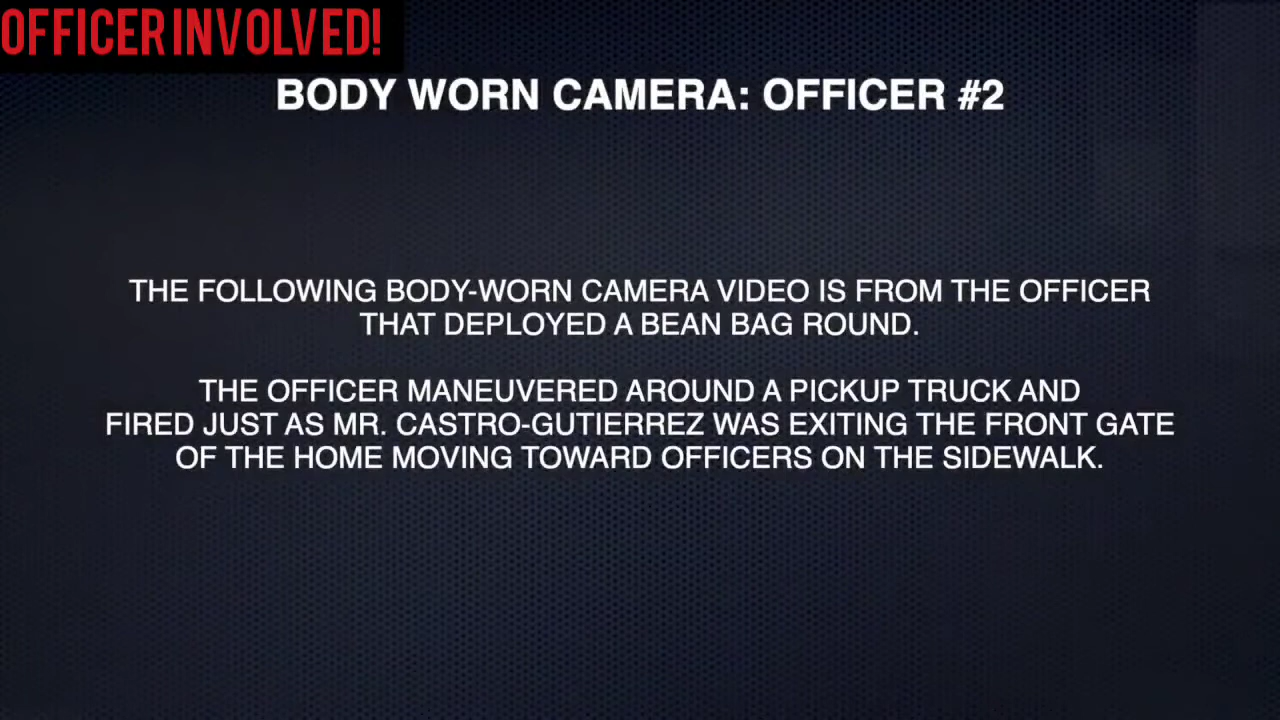 OFFICER INVOLVED!
BODY WORN CAMERA: OFFICER #2
THE FOLLOWING BODY-WORN CAMERA VIDEO IS FROM THE OFFICER
THAT DEPLOYED A BEAN BAG ROUND.
THE OFFICER MANEUVERED AROUND A PICKUP TRUCK AND
FIRED JUST AS MR. CASTRO-GUTIERREZ WAS EXITING THE FRONT GATE
OF THE HOME MOVING TOWARD OFFICERS ON THE SIDEWALK.